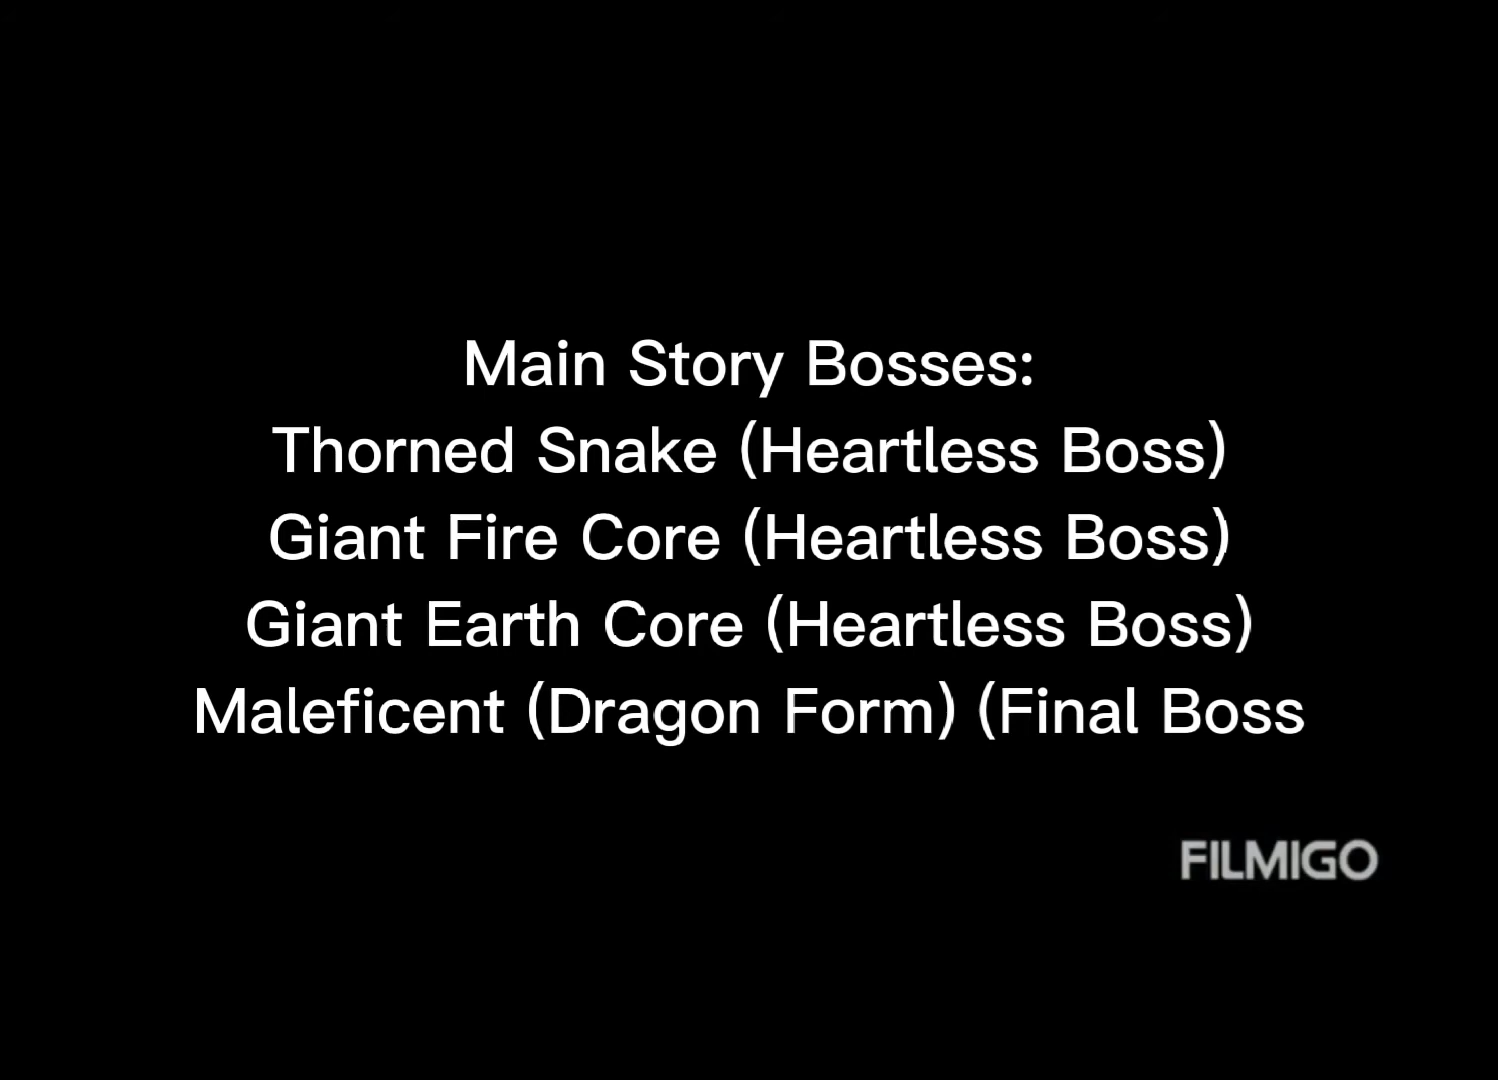 Main Story Bosses:
Thorned Snake (Heartless Boss)
Giant Fire Core (Heartless Boss)
Giant Earth Core (Heartless Boss)
Maleficent (Dragon Form) (Final Boss
FILMIGO